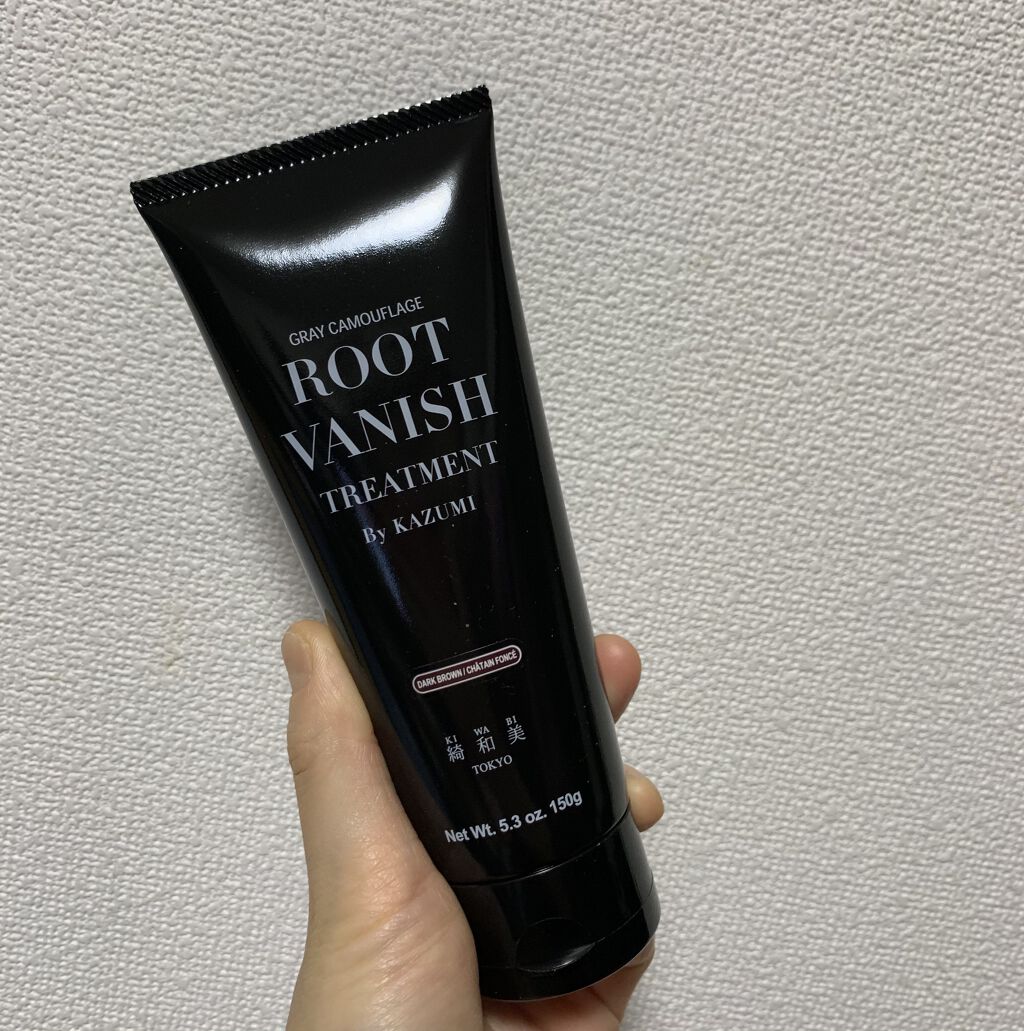 GRAY CAMOUFLAGE
ROOT
VANISH
TREATMENT
By KAZUMI
DARK BROWN / CHÂTAIN FONCÉ
KI WA BI
綺和美
TOKYO
Net Wt. 5.3 oz. 150g